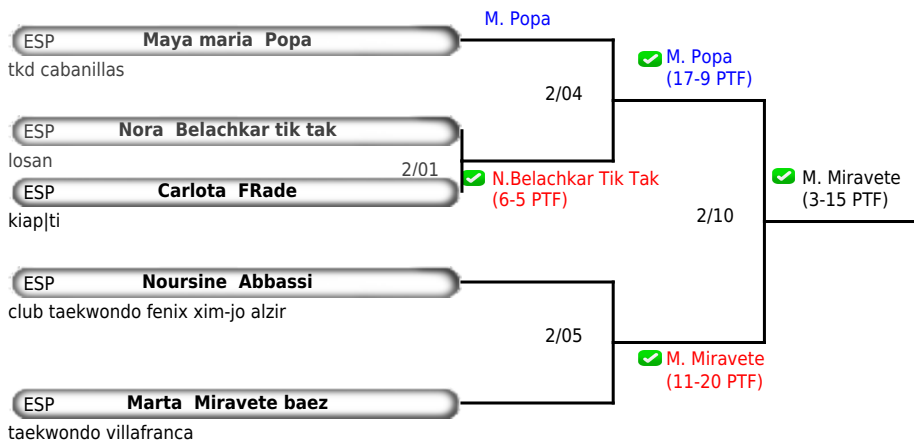 M. Popa
ESP Maya maria Popa
tkd cabanillas
M. Popa
(17-9 PTF)
2/04
ESP Nora Belachkar tik tak
losan
2/01
N.Belachkar Tik Tak
(6-5 PTF)
ESP Carlota FRade
kiap|ti
M. Miravete
(3-15 PTF)
2/10
ESP Noursine Abbassi
club taekwondo fenix xim-jo alzir
2/05
M. Miravete
(11-20 PTF)
ESP Marta Miravete baez
taekwondo villafranca